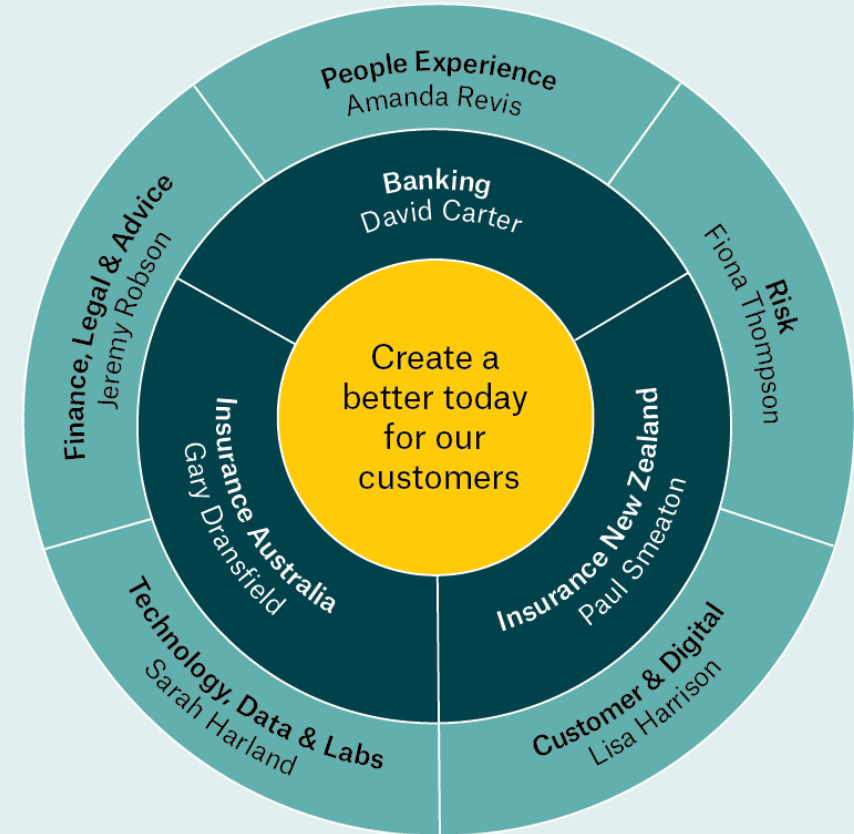 People Experience
Amanda Revis
Banking
David Carter
Finance, Legal & Advice
Jeremy Robson
Risk
Fiona Thompson
Create a
better today
for our
customers
Insurance Australia
Gary Dransfield
Insurance New Zealand
Paul Smeaton
Technology, Data & Labs
Sarah Harland
Customer & Digital
Lisa Harrison